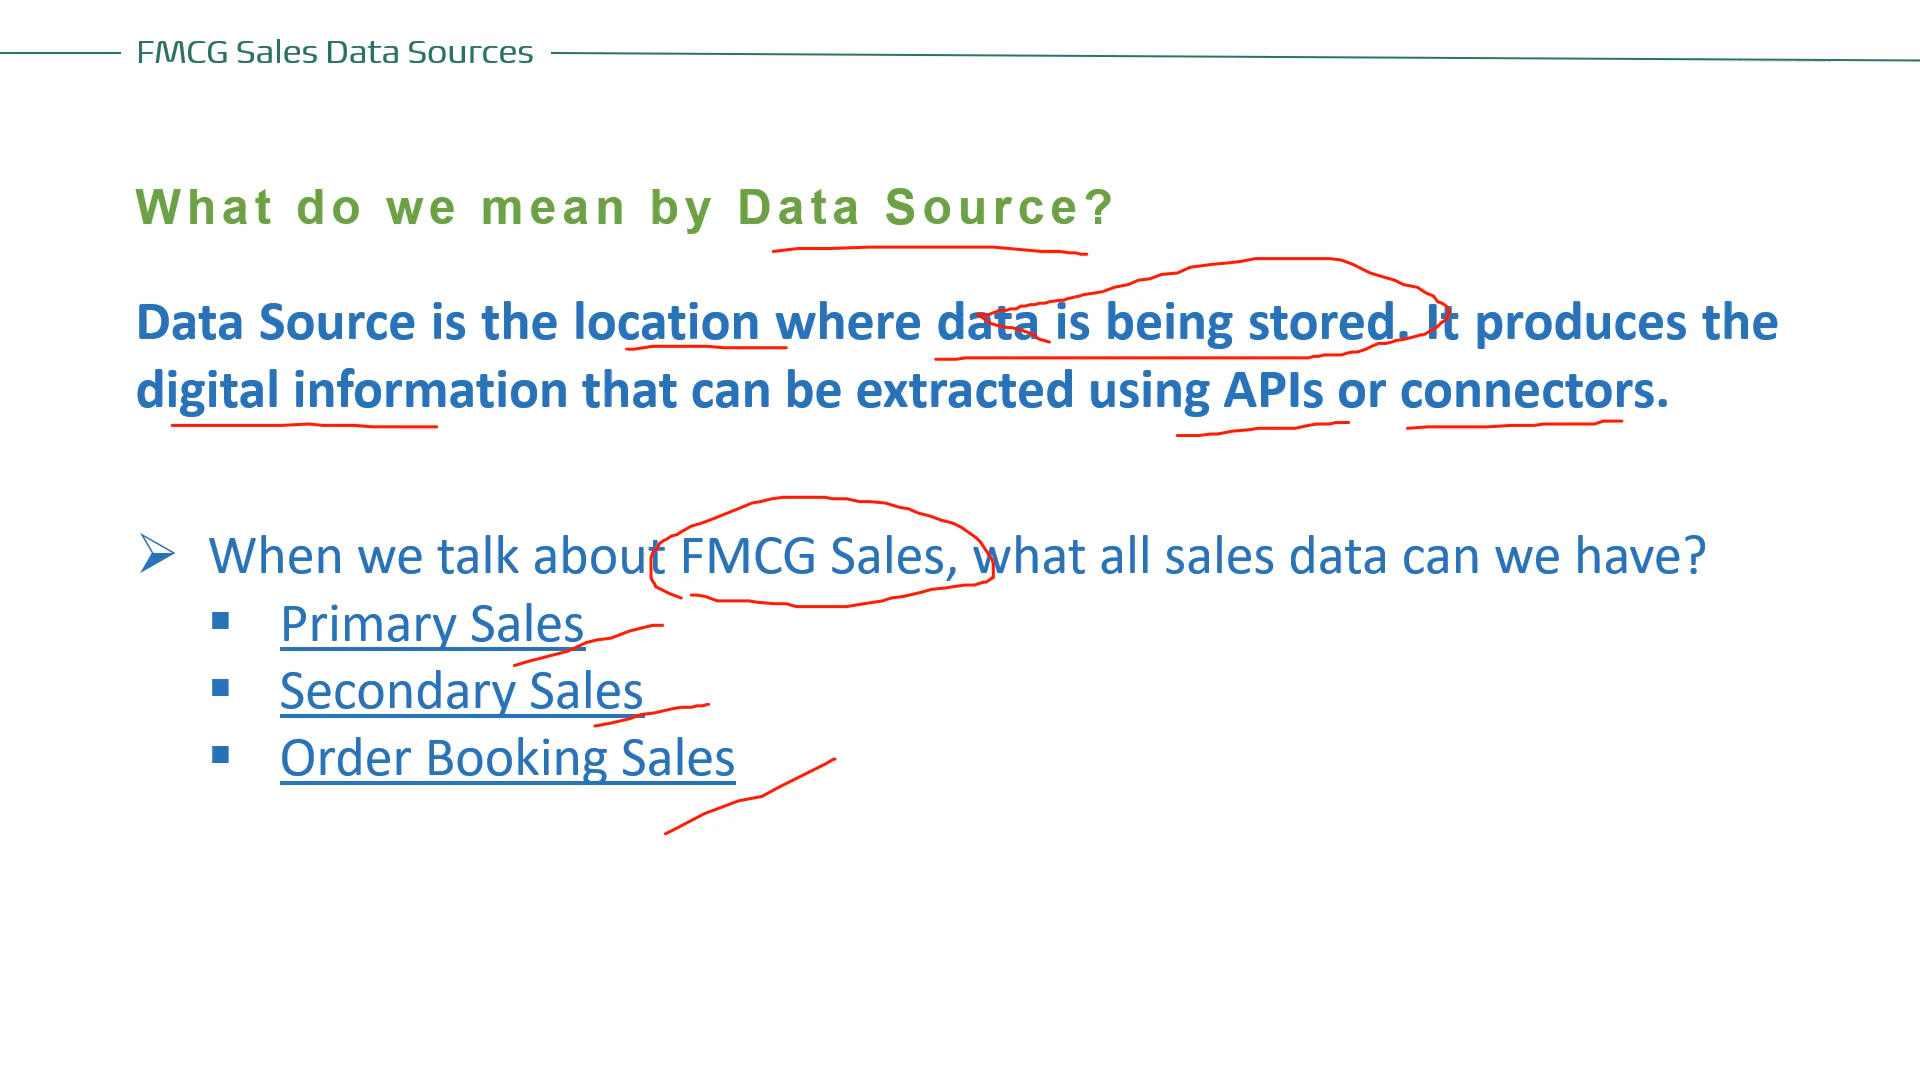 FMCG Sales Data Sources
What do we mean by Data Source?
Data Source is the location where data is being stored. It produces the
digital information that can be extracted using APIs or connectors.
When we talk about FMCG Sales, what all sales data can we have?
Primary Sales
Secondary Sales
Order Booking Sales